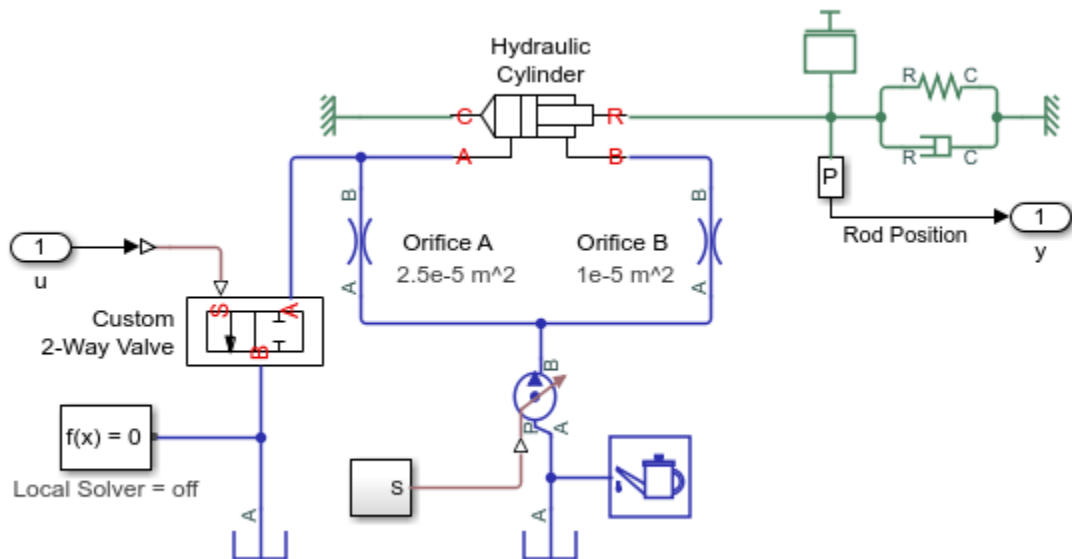 Hydraulic
Cylinder
R
C
C
R
A
B
R
C
P
B
B
1
u
Orifice A
2.5e-5 m^2
Orifice B
1e-5 m^2
Rod Position
1
y
A
A
S
A
Custom
2-Way Valve
B
B
f(x) = 0
P
A
Local Solver = off
S
A
A